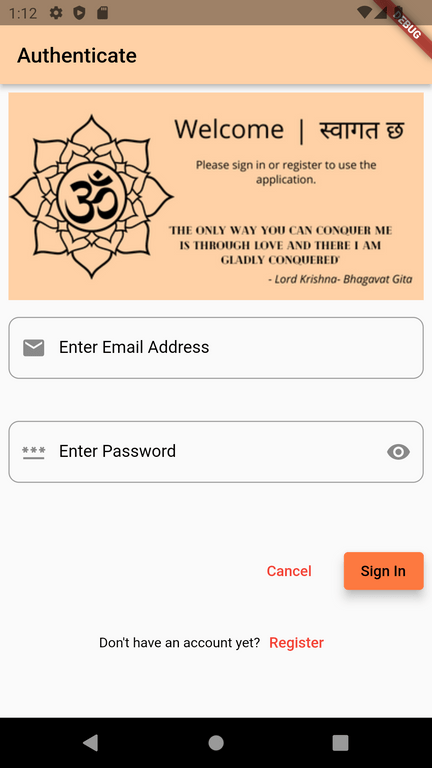 1:12
DEBUG
Authenticate
Welcome | स्वागत छ
Please sign in or register to use the
application.
ॐ
"THE ONLY WAY YOU CAN CONQUER ME
IS THROUGH LOVE AND THERE I AM
GLADLY CONQUERED"
- Lord Krishna- Bhagavat Gita
Enter Email Address
***
Enter Password
Cancel
Sign In
Don't have an account yet? Register